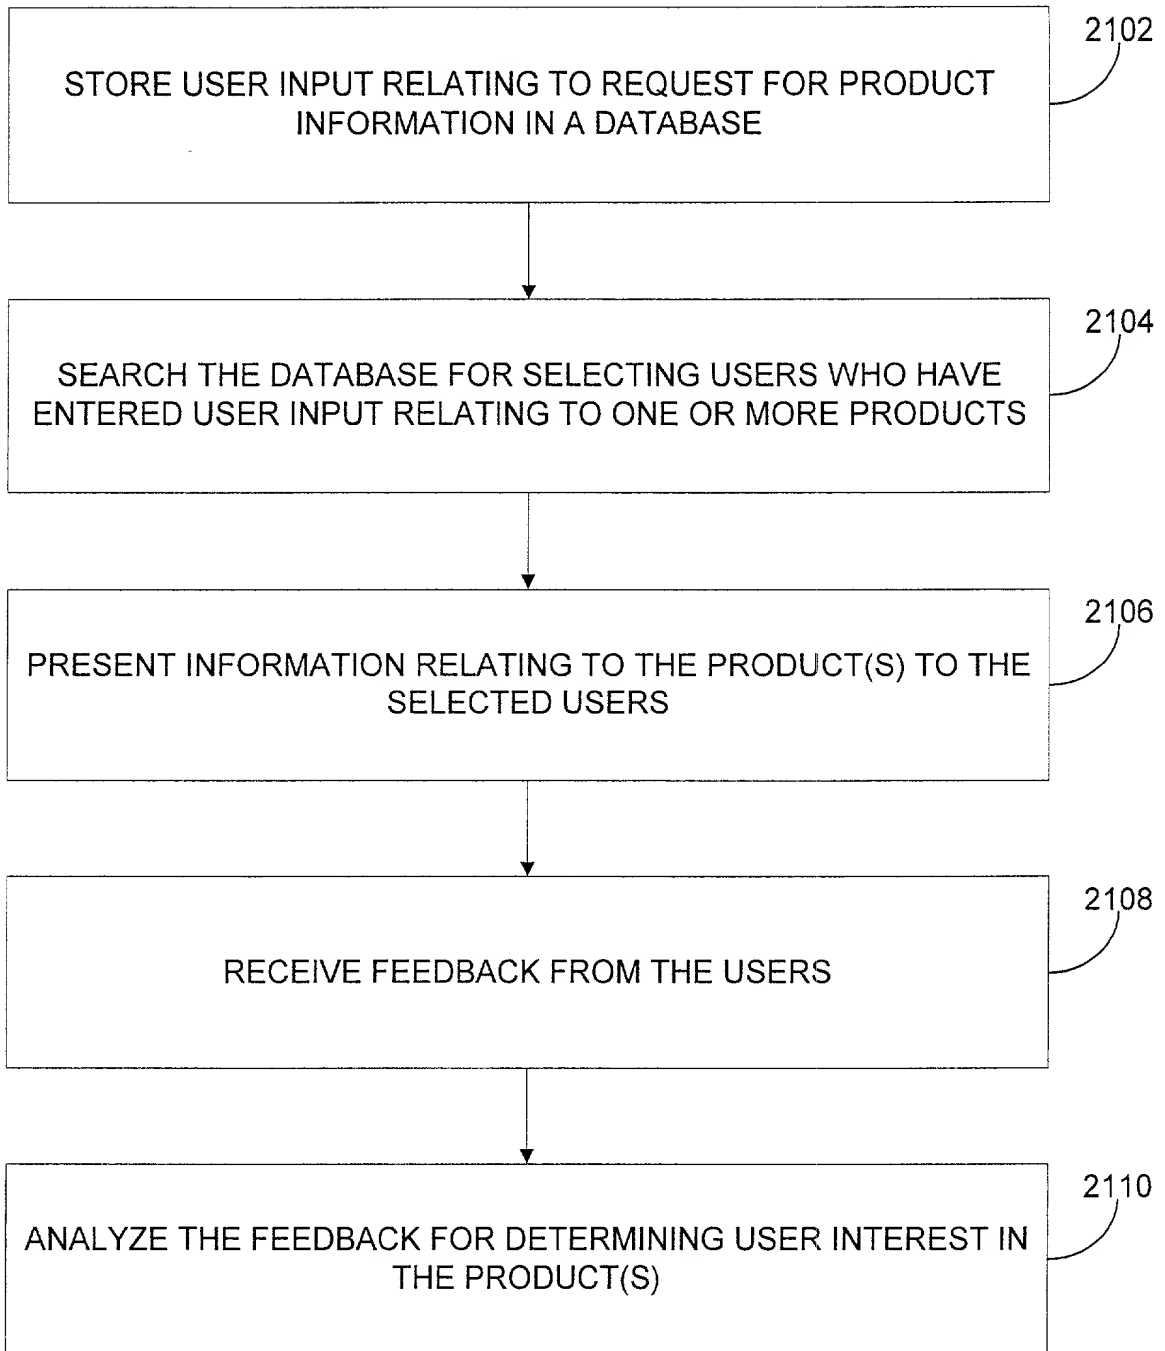 2102
STORE USER INPUT RELATING TO REQUEST FOR PRODUCT
INFORMATION IN A DATABASE
2104
SEARCH THE DATABASE FOR SELECTING USERS WHO HAVE
ENTERED USER INPUT RELATING TO ONE OR MORE PRODUCTS
2106
PRESENT INFORMATION RELATING TO THE PRODUCT(S) TO THE
SELECTED USERS
2108
RECEIVE FEEDBACK FROM THE USERS
2110
ANALYZE THE FEEDBACK FOR DETERMINING USER INTEREST IN
THE PRODUCT(S)